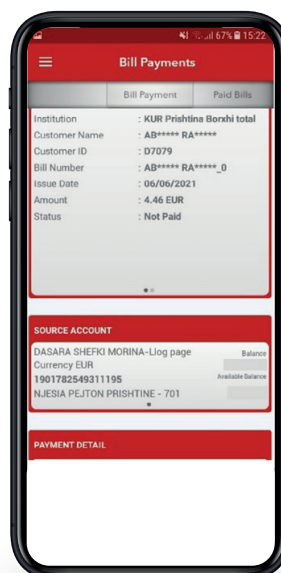 67% 15:22
Bill Payments
Bill Payment Paid Bills
Institution : KUR Prishtina Borxhi total
Customer Name : AB***** RA*****
Customer ID : D7079
Bill Number : AB***** RA*****_0
Issue Date : 06/06/2021
Amount : 4.46 EUR
Status : Not Paid
SOURCE ACCOUNT
DASARA SHEFKI MORINA-Llog page Balance
Currency EUR
1901782549311195 Available Balance
NJESIA PEJTON PRISHTINE - 701
PAYMENT DETAIL